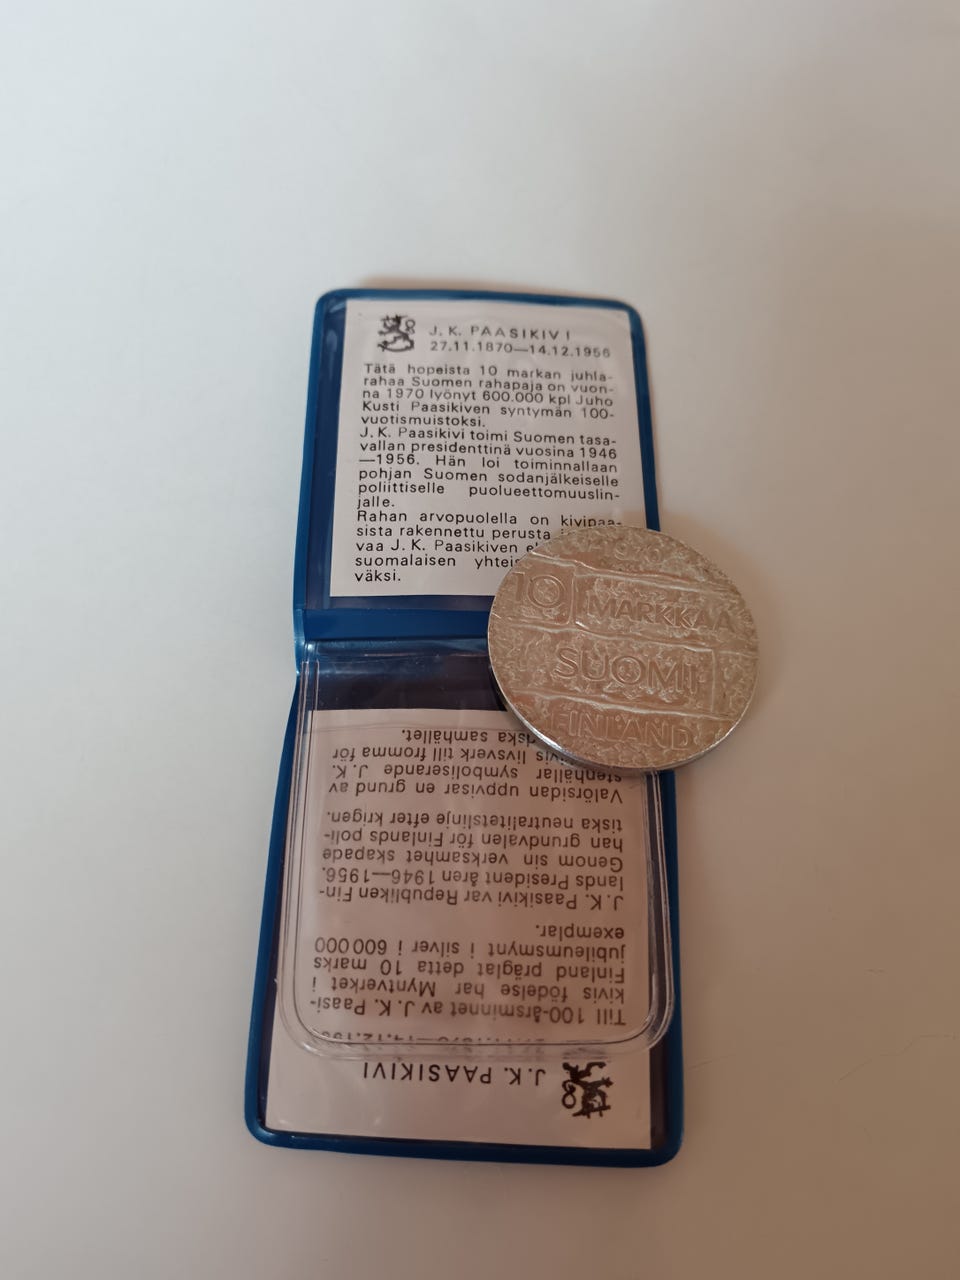 J. K. PAASIKIVI
27.11.1870—14.12.1956
Tätä hopeista 10 markan juhla-
rahaa Suomen rahapaja on vuon-
na 1970 lyönyt 600.000 kpl Juho
Kusti Paasikiven syntymän 100-
vuotismuistoksi.
J. K. Paasikivi toimi Suomen tasa-
vallan presidenttinä vuosina 1946
—1956. Hän loi toiminnallaan
pohjan Suomen sodanjälkeiselle
poliittiselle puolueettomuuslin-
jalle.
Rahan arvopuolella on kivipaa-
sista rakennettu perusta
vaa J. K. Paasikiven
suomalaisen
väksi.
1970
10 MARKKAA
SUOMI
FINLAND
J. K. PAASIKIVI
Till 100-årsminnet av J. K. Paasi-
kivis födelse har Myntverket i
Finland präglat detta 10 marks
jubileumsmynt i silver i 600 000
exemplar.
J. K. Paasikivi var Republiken Fin-
lands President åren 1946—1956.
Genom sin verksamhet skapade
han grundvalen för Finlands poli-
tiska neutralitetslinje efter krigen.
Valörsidan uppvisar en grund av
stenhällar symboliserande J. K.
livsverk till fromma för
samhället.